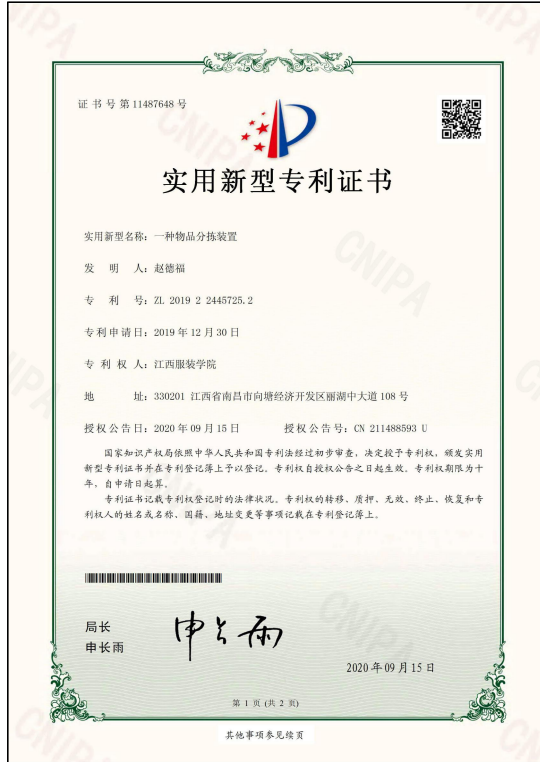 证书号第11487648号
实用新型专利证书
实用新型名称：一种物品分拣装置
发明人：赵德福
专利号：ZL 2019 2 2445725.2
专利申请日：2019年12月30日
专利权人：江西服装学院
地址：330201 江西省南昌市向塘经济开发区丽湖中大道108号
授权公告日：2020年09月15日 授权公告号：CN 211488593 U
国家知识产权局依照中华人民共和国专利法经过初步审查，决定授予专利权，颁发实用
新型专利证书并在专利登记簿上予以登记。专利权自授权公告之日起生效。专利权期限为十
年，自申请日起算。
专利证书记载专利权登记时的法律状况。专利权的转移、质押、无效、终止、恢复和专
利权人的姓名或名称、国籍、地址变更等事项记载在专利登记簿上。
局长
申长雨
申长雨
2020年09月15日
第 1 页 (共 2 页)
其他事项参见续页
CNIPA
CNIPA
CNIPA
CNIPA
CNIPA